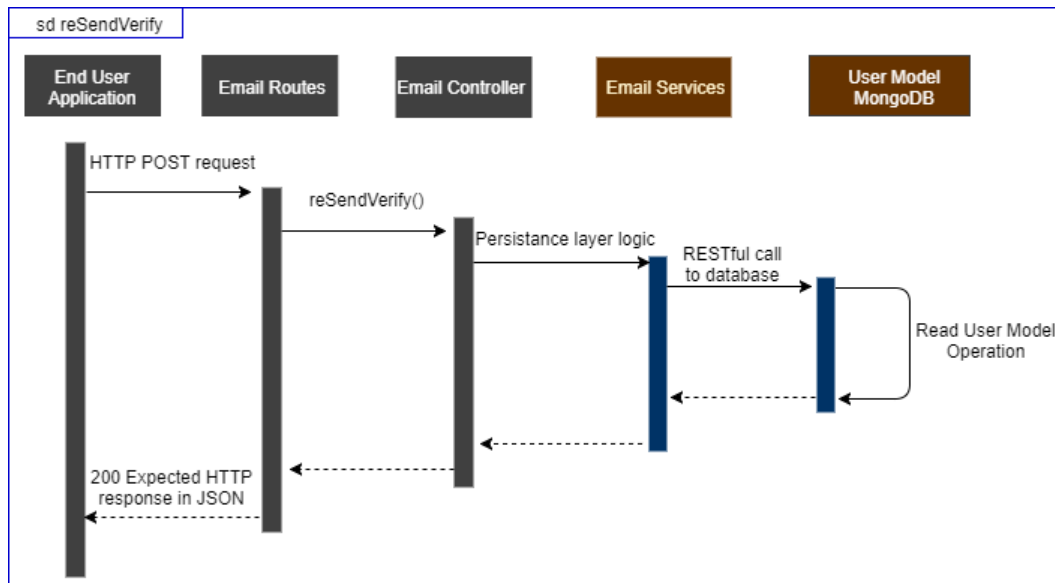 sd reSendVerify
End User
Application
Email Routes
Email Controller
Email Services
User Model
MongoDB
HTTP POST request
reSendVerify()
Persistance layer logic
RESTful call
to database
Read User Model
Operation
200 Expected HTTP
response in JSON